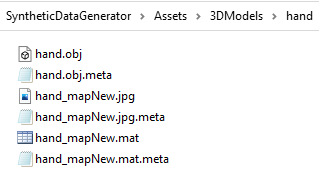 SyntheticDataGenerator > Assets > 3DModels > hand
hand.obj
hand.obj.meta
hand_mapNew.jpg
hand_mapNew.jpg.meta
hand_mapNew.mat
hand_mapNew.mat.meta